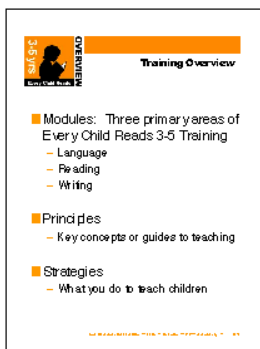 3-5 yrs
OVERVIEW
Every Child Reads
Training Overview
Modules: Three primary areas of
Every Child Reads 3-5 Training
– Language
– Reading
– Writing
Principles
– Key concepts or guides to teaching
Strategies
– What you do to teach children